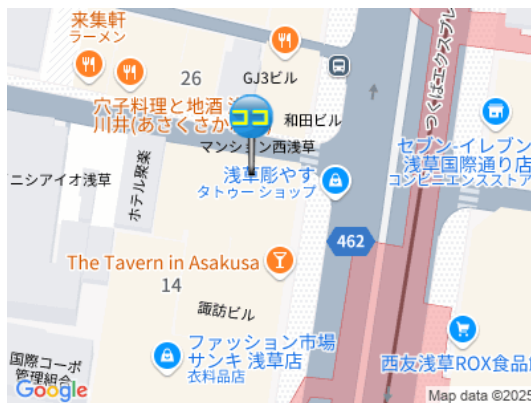 来集軒
ラーメン
26
GJ3ビル
つくばエクスプレ
穴子料理と地酒
川井(あさくさか
ココ
和田ビル
マンション西浅草
セブン-イレブン
浅草国際通り店
コンビニエンスストア
浅草彫やす
タトゥー ショップ
ニシアイオ浅草
ホテル聚楽
462
The Tavern in Asakusa
14
諏訪ビル
ファッション市場
サンキ 浅草店
衣料品店
西友浅草ROX食品
国際コーポ
管理組合
Google
Map data ©2025